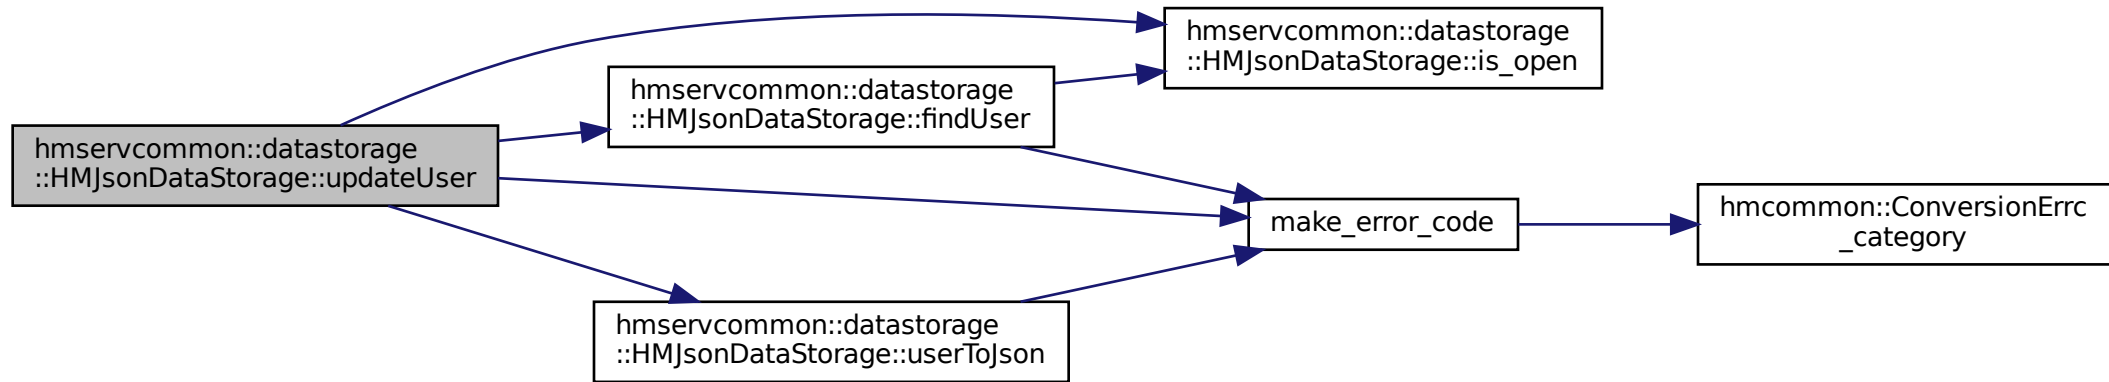 hmservcommon::datastorage
::HMJsonDataStorage::updateUser
hmservcommon::datastorage
::HMJsonDataStorage::findUser
hmservcommon::datastorage
::HMJsonDataStorage::userToJson
hmservcommon::datastorage
::HMJsonDataStorage::is_open
make_error_code
hmcommon::ConversionErrc
_category